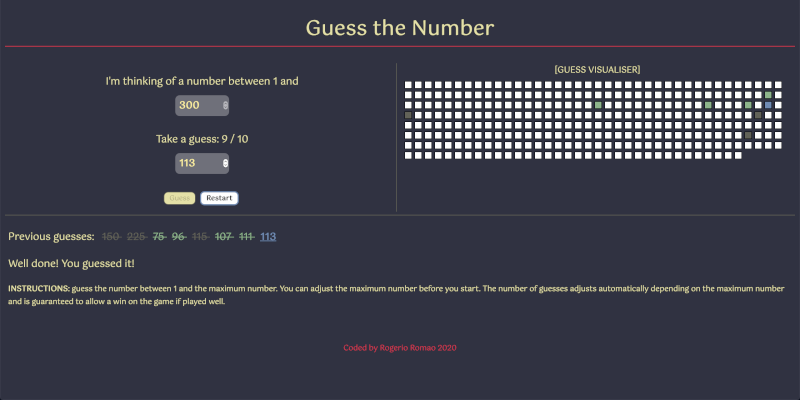 Guess the Number
I'm thinking of a number between 1 and
300
Take a guess: 9 / 10
113
Guess
Restart
[GUESS VISUALISER]
Previous guesses: 150 225 75 96 115 107 111 113
Well done! You guessed it!
INSTRUCTIONS: guess the number between 1 and the maximum number. You can adjust the maximum number before you start. The number of guesses adjusts automatically depending on the maximum number
and is guaranteed to allow a win on the game if played well.
Coded by Rogerio Romao 2020